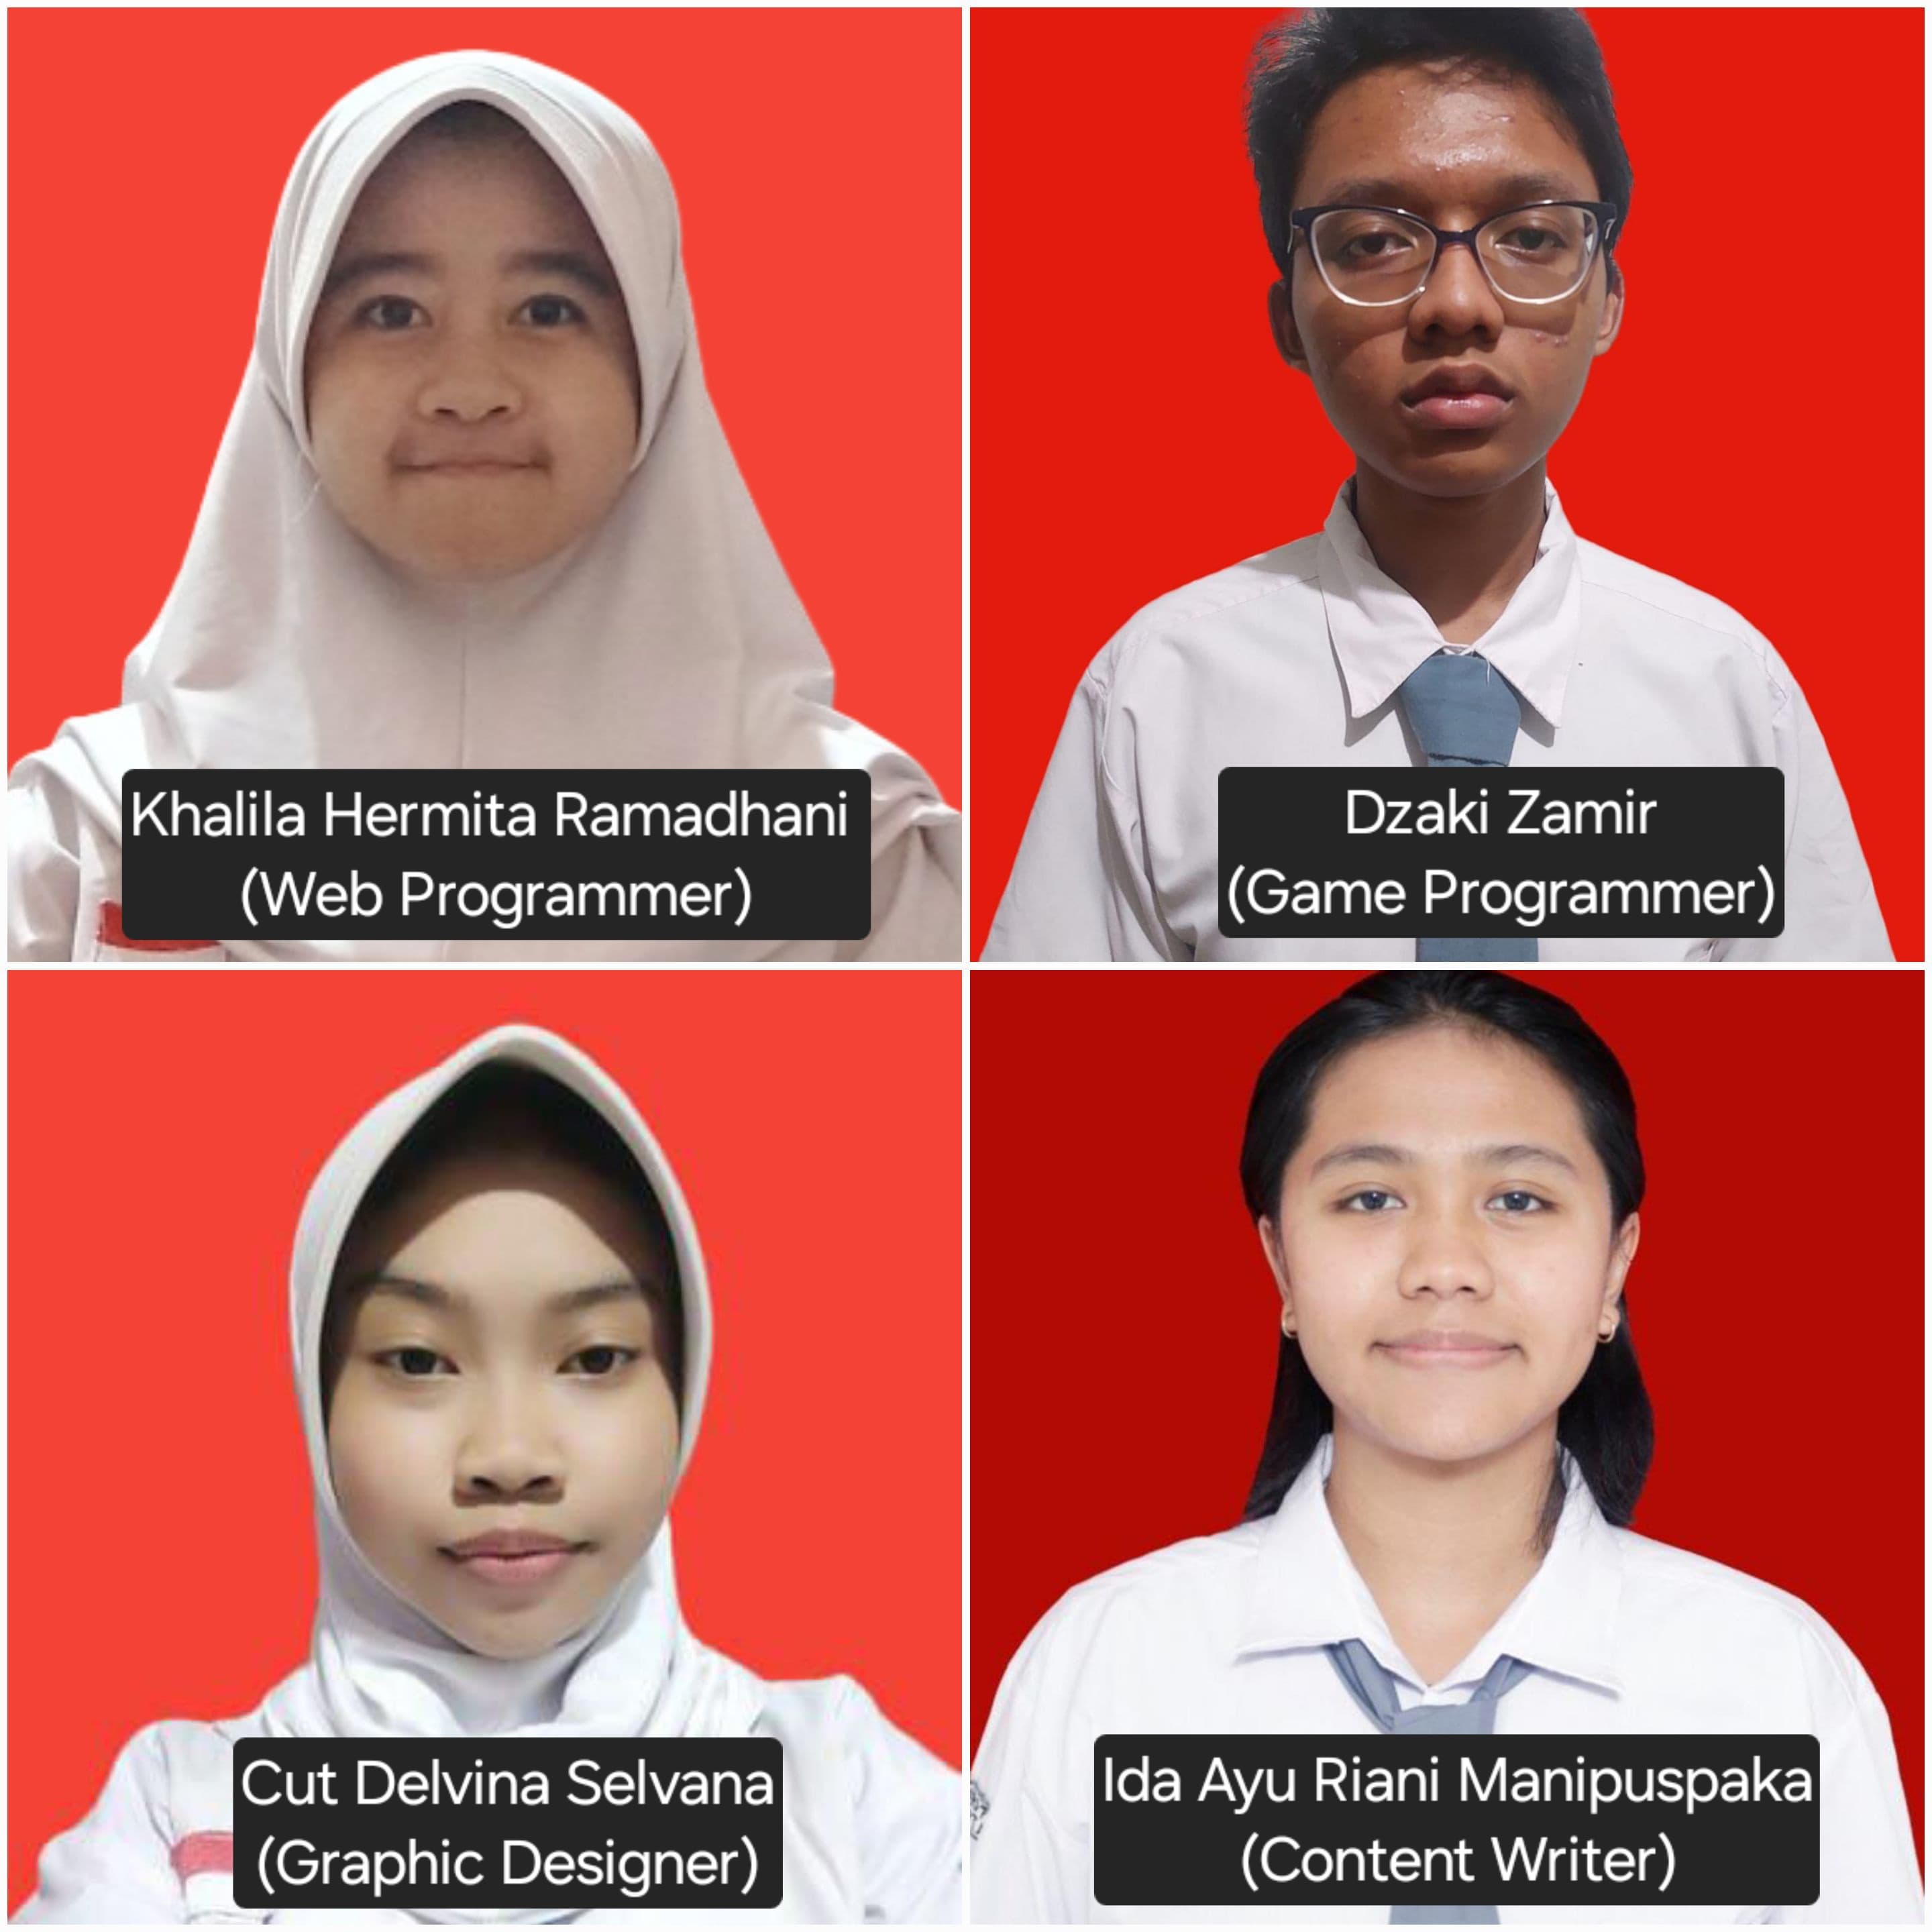 Khalila Hermita Ramadhani
(Web Programmer)
Dzaki Zamir
(Game Programmer)
Cut Delvina Selvana
(Graphic Designer)
Ida Ayu Riani Manipuspaka
(Content Writer)